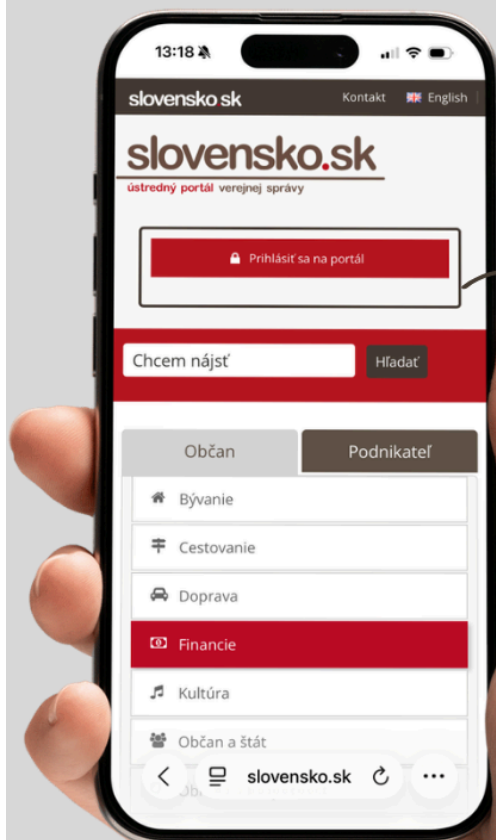 13:18
slovensko.sk Kontakt English
slovensko.sk
ústredný portál verejnej správy
Prihlásiť sa na portál
Chcem nájsť Hľadať
Občan Podnikateľ
Bývanie
Cestovanie
Doprava
Financie
Kultúra
Občan a štát
slovensko.sk